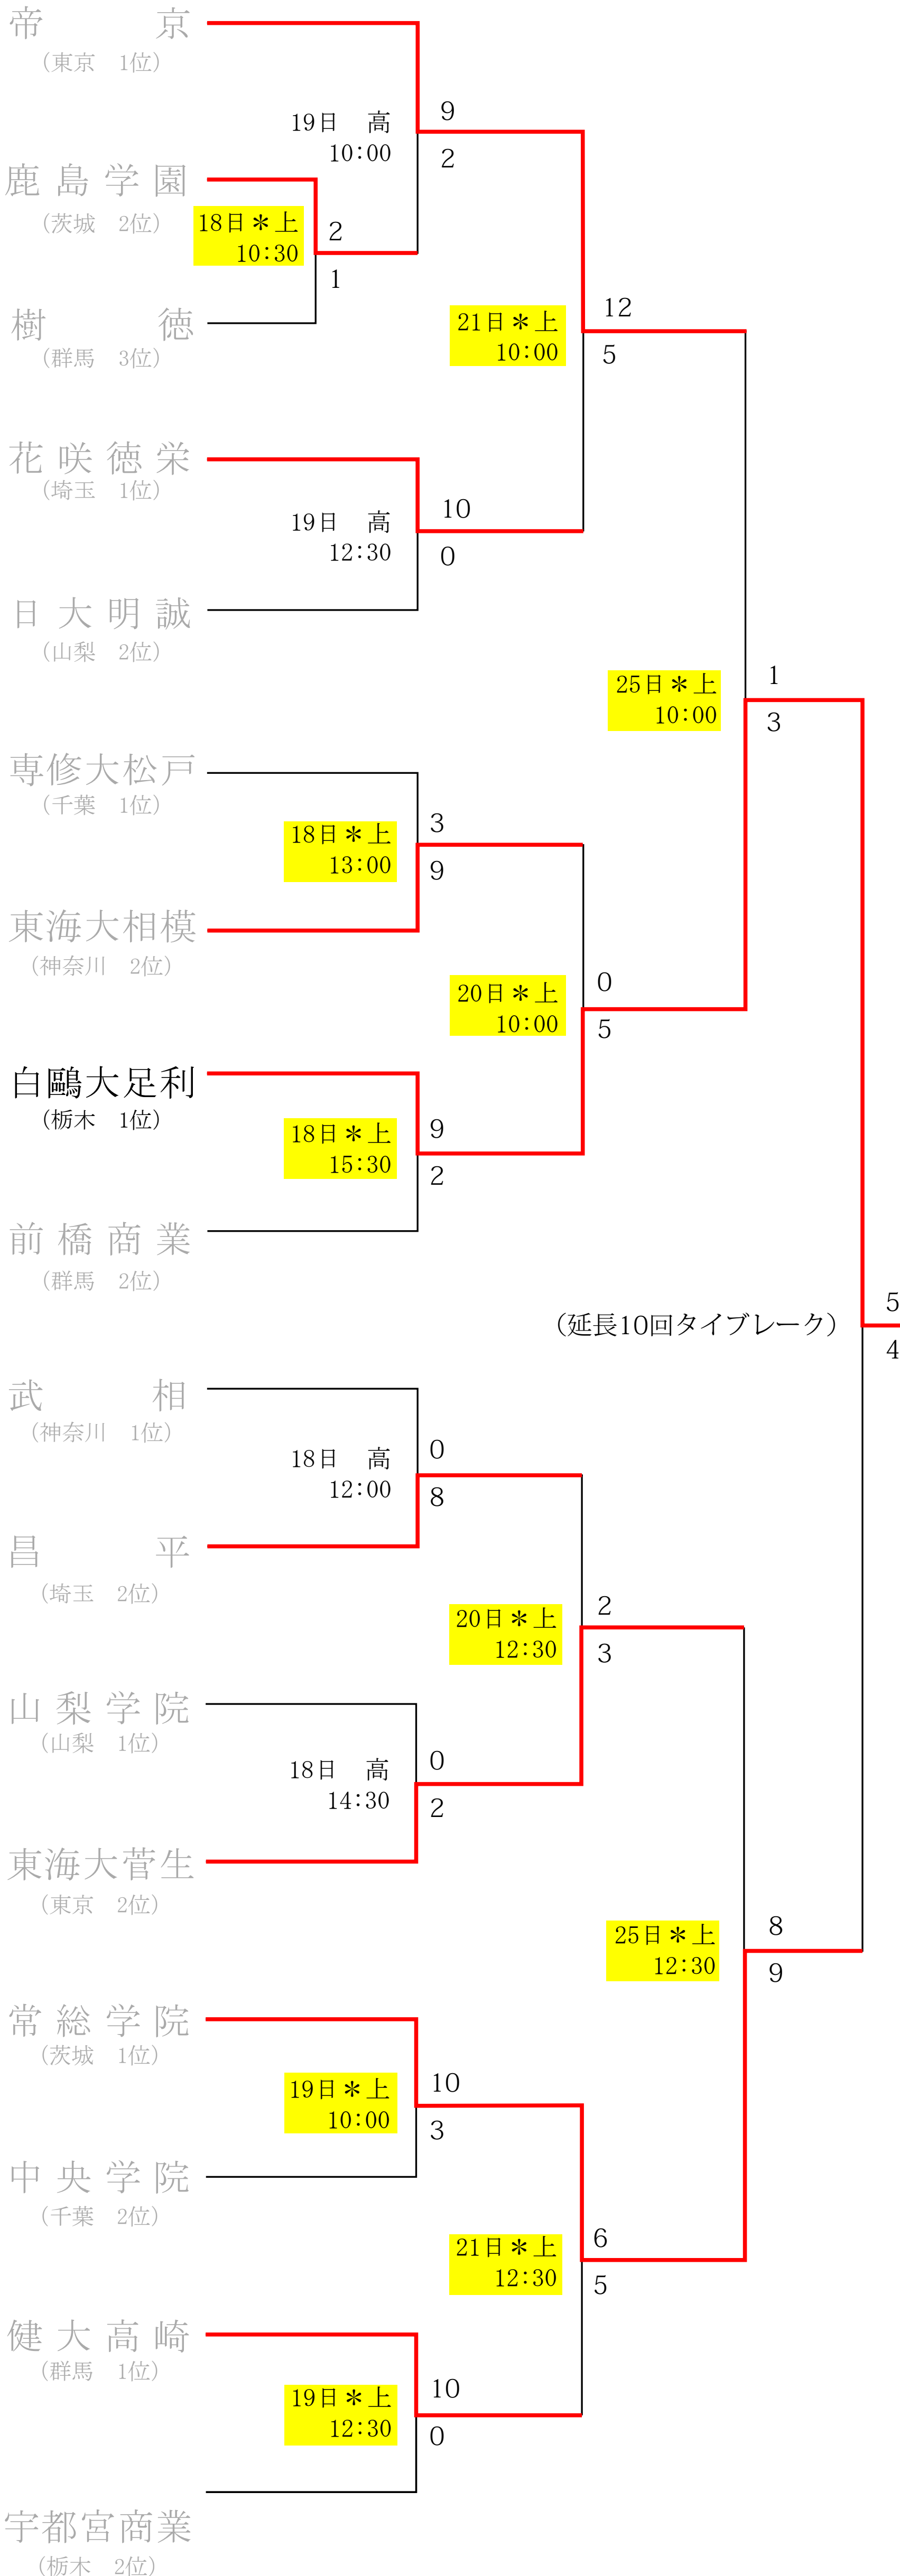 帝京
（東京　1位）
19日　高
10:00
9
2
鹿島学園
（茨城　2位）
18日＊上
10:30
2
1
樹徳
（群馬　3位）
21日＊上
10:00
12
5
花咲徳栄
（埼玉　1位）
19日　高
12:30
10
0
日大明誠
（山梨　2位）
25日＊上
10:00
1
3
専修大松戸
（千葉　1位）
18日＊上
13:00
3
9
東海大相模
（神奈川　2位）
20日＊上
10:00
0
5
白鷗大足利
（栃木　1位）
18日＊上
15:30
9
2
前橋商業
（群馬　2位）
（延長10回タイブレーク）
5
4
武相
（神奈川　1位）
18日　高
12:00
0
8
昌平
（埼玉　2位）
20日＊上
12:30
2
3
山梨学院
（山梨　1位）
18日　高
14:30
0
2
東海大菅生
（東京　2位）
25日＊上
12:30
8
9
常総学院
（茨城　1位）
19日＊上
10:00
10
3
中央学院
（千葉　2位）
21日＊上
12:30
6
5
健大高崎
（群馬　1位）
19日＊上
12:30
10
0
宇都宮商業
（栃木　2位）